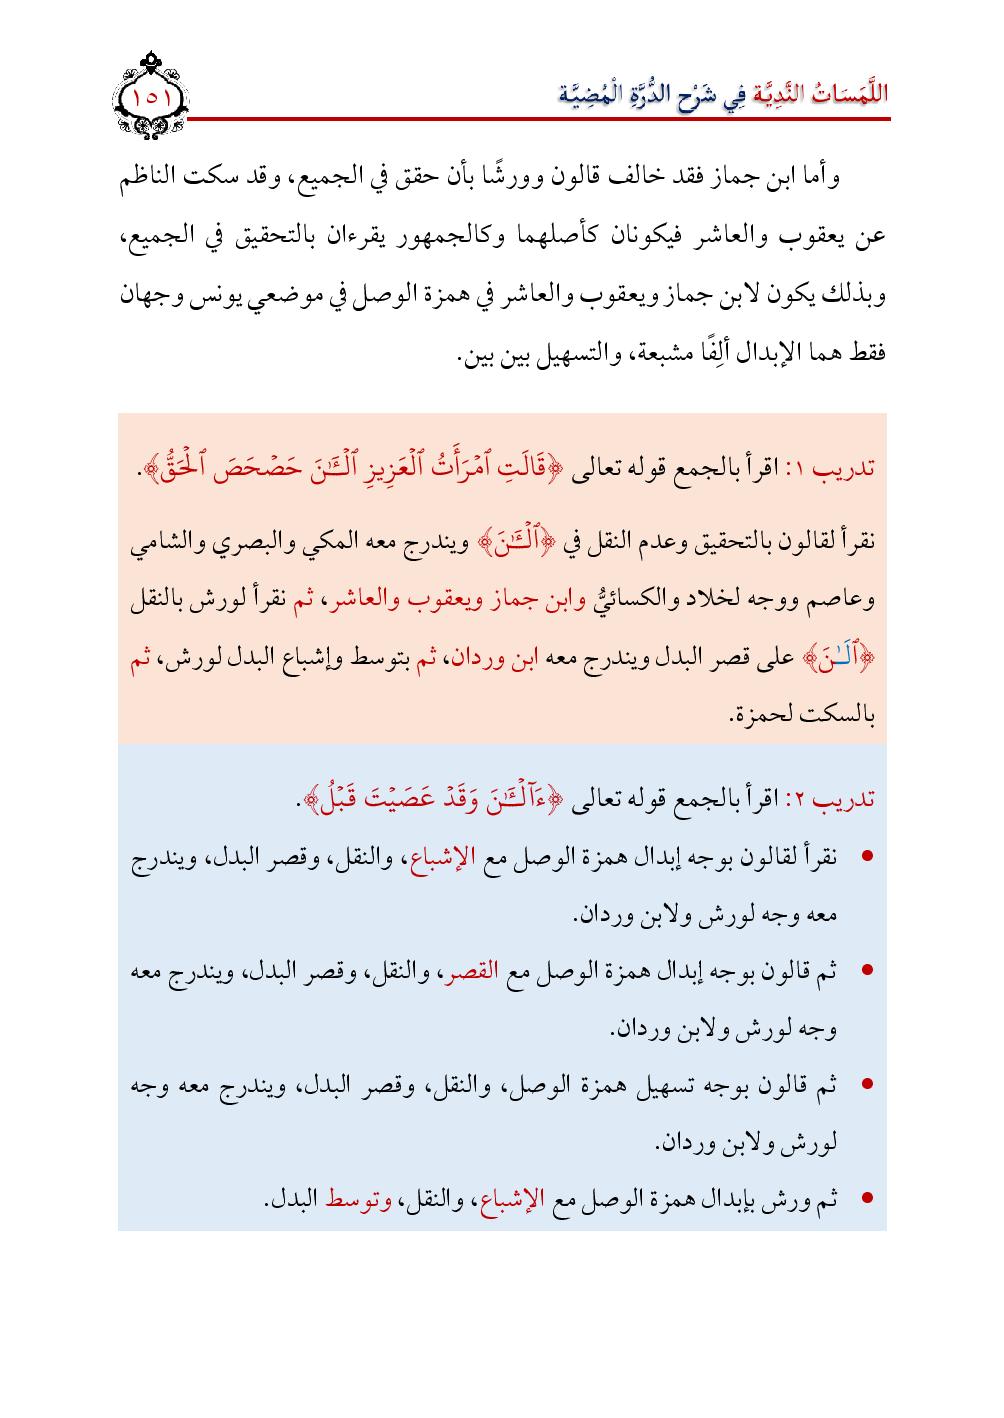 اللَّمَسَاتُ النَّدِيَّة فِي شَرْح الدُّرَّةِ الْمُضِيَّة
١٥١
وأما ابن جماز فقد خالف قالون وورشًا بأن حقق في الجميع، وقد سكت الناظم
عن يعقوب والعاشر فيكونان كأصلهما وكالجمهور يقرءان بالتحقيق في الجميع،
وبذلك يكون لابن جماز ويعقوب والعاشر في همزة الوصل في موضعي يونس وجهان
فقط هما الإبدال ألِفًا مشبعة، والتسهيل بين بين.
تدريب ١: اقرأ بالجمع قوله تعالى ﴿قَالَتِ ٱمۡرَأَتُ ٱلۡعَزِيزِ ٱلۡـَٰٔنَ حَصۡحَصَ ٱلۡحَقُّ﴾.
نقرأ لقالون بالتحقيق وعدم النقل في ﴿ٱلۡـَٰٔنَ﴾ ويندرج معه المكي والبصري والشامي
وعاصم ووجه لخلاد والكسائيُّ وابن جماز ويعقوب والعاشر، ثم نقرأ لورش بالنقل
﴿ٱلَـٰنَ﴾ على قصر البدل ويندرج معه ابن وردان، ثم بتوسط وإشباع البدل لورش، ثم
بالسكت لحمزة.
تدريب ٢: اقرأ بالجمع قوله تعالى ﴿ءَآلۡـَٰٔنَ وَقَدۡ عَصَيۡتَ قَبۡلُ﴾.
• نقرأ لقالون بوجه إبدال همزة الوصل مع الإشباع، والنقل، وقصر البدل، ويندرج
معه وجه لورش ولابن وردان.
• ثم قالون بوجه إبدال همزة الوصل مع القصر، والنقل، وقصر البدل، ويندرج معه
وجه لورش ولابن وردان.
• ثم قالون بوجه تسهيل همزة الوصل، والنقل، وقصر البدل، ويندرج معه وجه
لورش ولابن وردان.
• ثم ورش بإبدال همزة الوصل مع الإشباع، والنقل، وتوسط البدل.